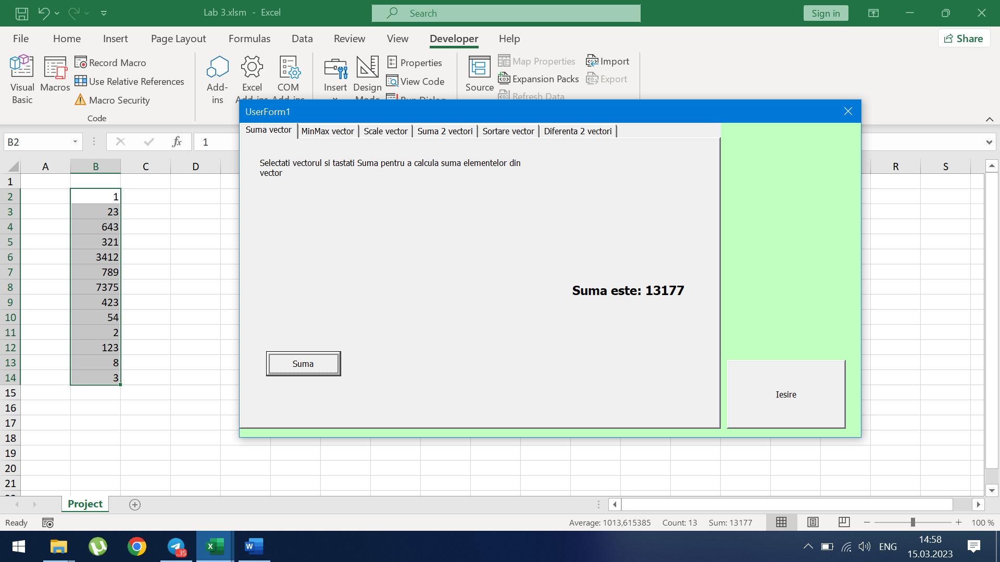 Lab 3.xlsm - Excel
Search
Sign in
File Home Insert Page Layout Formulas Data Review View Developer Help
Share
Visual Basic
Macros
Record Macro
Use Relative References
Macro Security
Code
Add-ins
Excel Add-ins
COM Add-ins
Insert
Design Mode
Properties
View Code
Run Dialog
Source
Map Properties
Expansion Packs
Refresh Data
Import
Export
B2
fx
1
UserForm1
Suma vector MinMax vector Scale vector Suma 2 vectori Sortare vector Diferenta 2 vectori
Selectati vectorul si tastati Suma pentru a calcula suma elementelor din
vector
Suma este: 13177
Suma
Iesire
A B C D R S
1
2 1
3 23
4 643
5 321
6 3412
7 789
8 7375
9 423
10 54
11 2
12 123
13 8
14 3
15
16
17
18
19
20
21
Project
Ready
Average: 1013,615385 Count: 13 Sum: 13177
100 %
35
X
W
ENG
14:58
15.03.2023